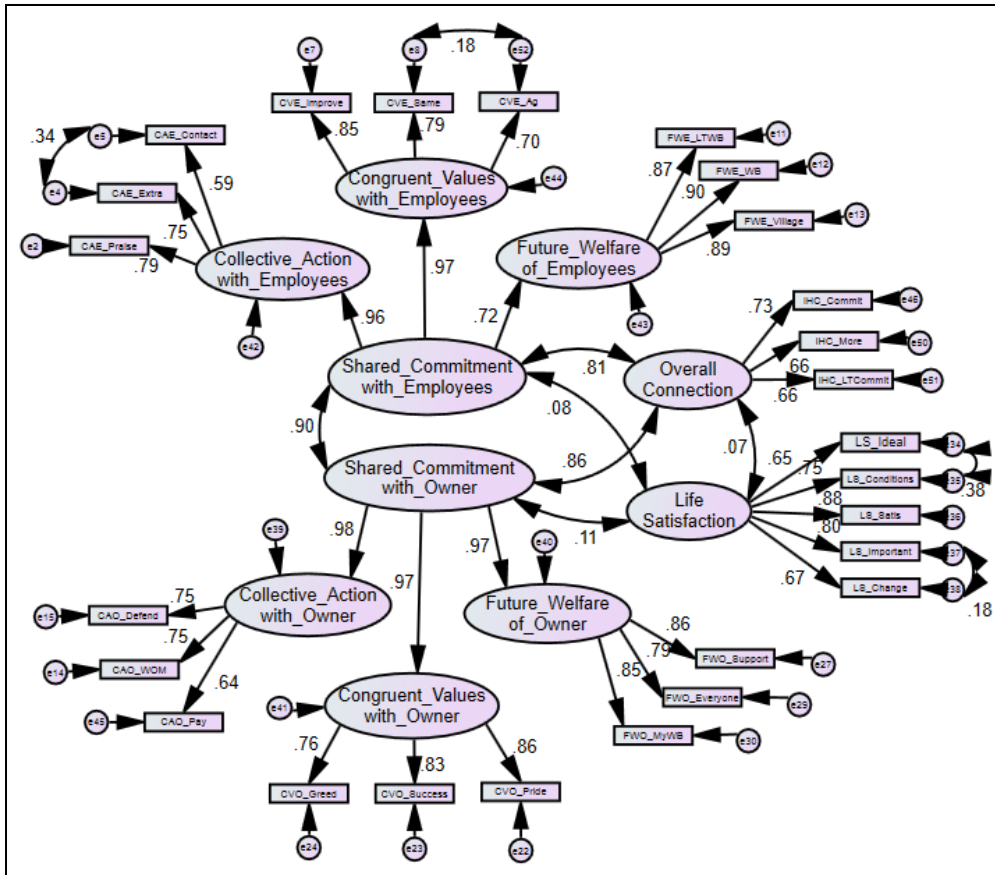 e7
e8
.18
e52
CVE_Improve
CVE_Same
CVE_Ag
.85
.79
.70
.34
e5
CAE_Contact
e4
CAE_Extra
.59
e2
CAE_Praise
.75
.79
Congruent_Values
with_Employees
e44
FWE_LTWB
e11
FWE_WB
e12
FWE_Village
e13
.87
.90
.89
Collective_Action
with_Employees
e42
Future_Welfare
of_Employees
e43
.97
.96
.72
Shared_Commitment
with_Employees
.81
.08
Overall
Connection
.73
.66
.66
IHC_Commit
e46
IHC_More
e50
IHC_LTCommit
e51
.90
.86
.07
Shared_Commitment
with_Owner
.11
Life
Satisfaction
.65
.75
.88
.80
.67
LS_Ideal
e34
LS_Conditions
e35
.38
LS_Satis
e36
LS_Important
e37
LS_Change
e38
.18
.98
.97
.97
e39
Collective_Action
with_Owner
e15
CAO_Defend
.75
e14
CAO_WOM
.75
e45
CAO_Pay
.64
e40
Future_Welfare
of_Owner
.86
.79
.85
FWO_Support
e27
FWO_Everyone
e29
FWO_MyWB
e30
e41
Congruent_Values
with_Owner
.76
.83
.86
CVO_Greed
CVO_Success
CVO_Pride
e24
e23
e22